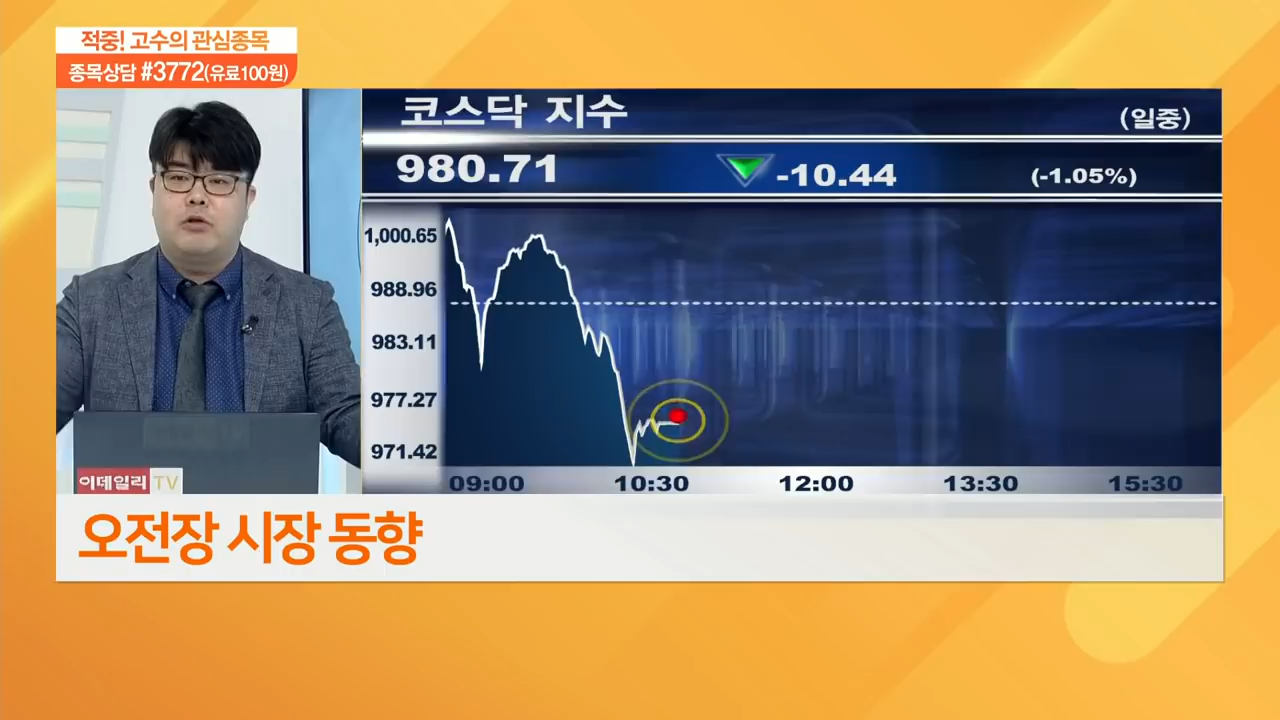 적중! 고수의 관심종목
종목상담 #3772(유료100원)
코스닥 지수
(일중)
980.71
-10.44
(-1.05%)
1,000.65
988.96
983.11
977.27
971.42
09:00
10:30
12:00
13:30
15:30
이데일리 TV
오전장 시장 동향